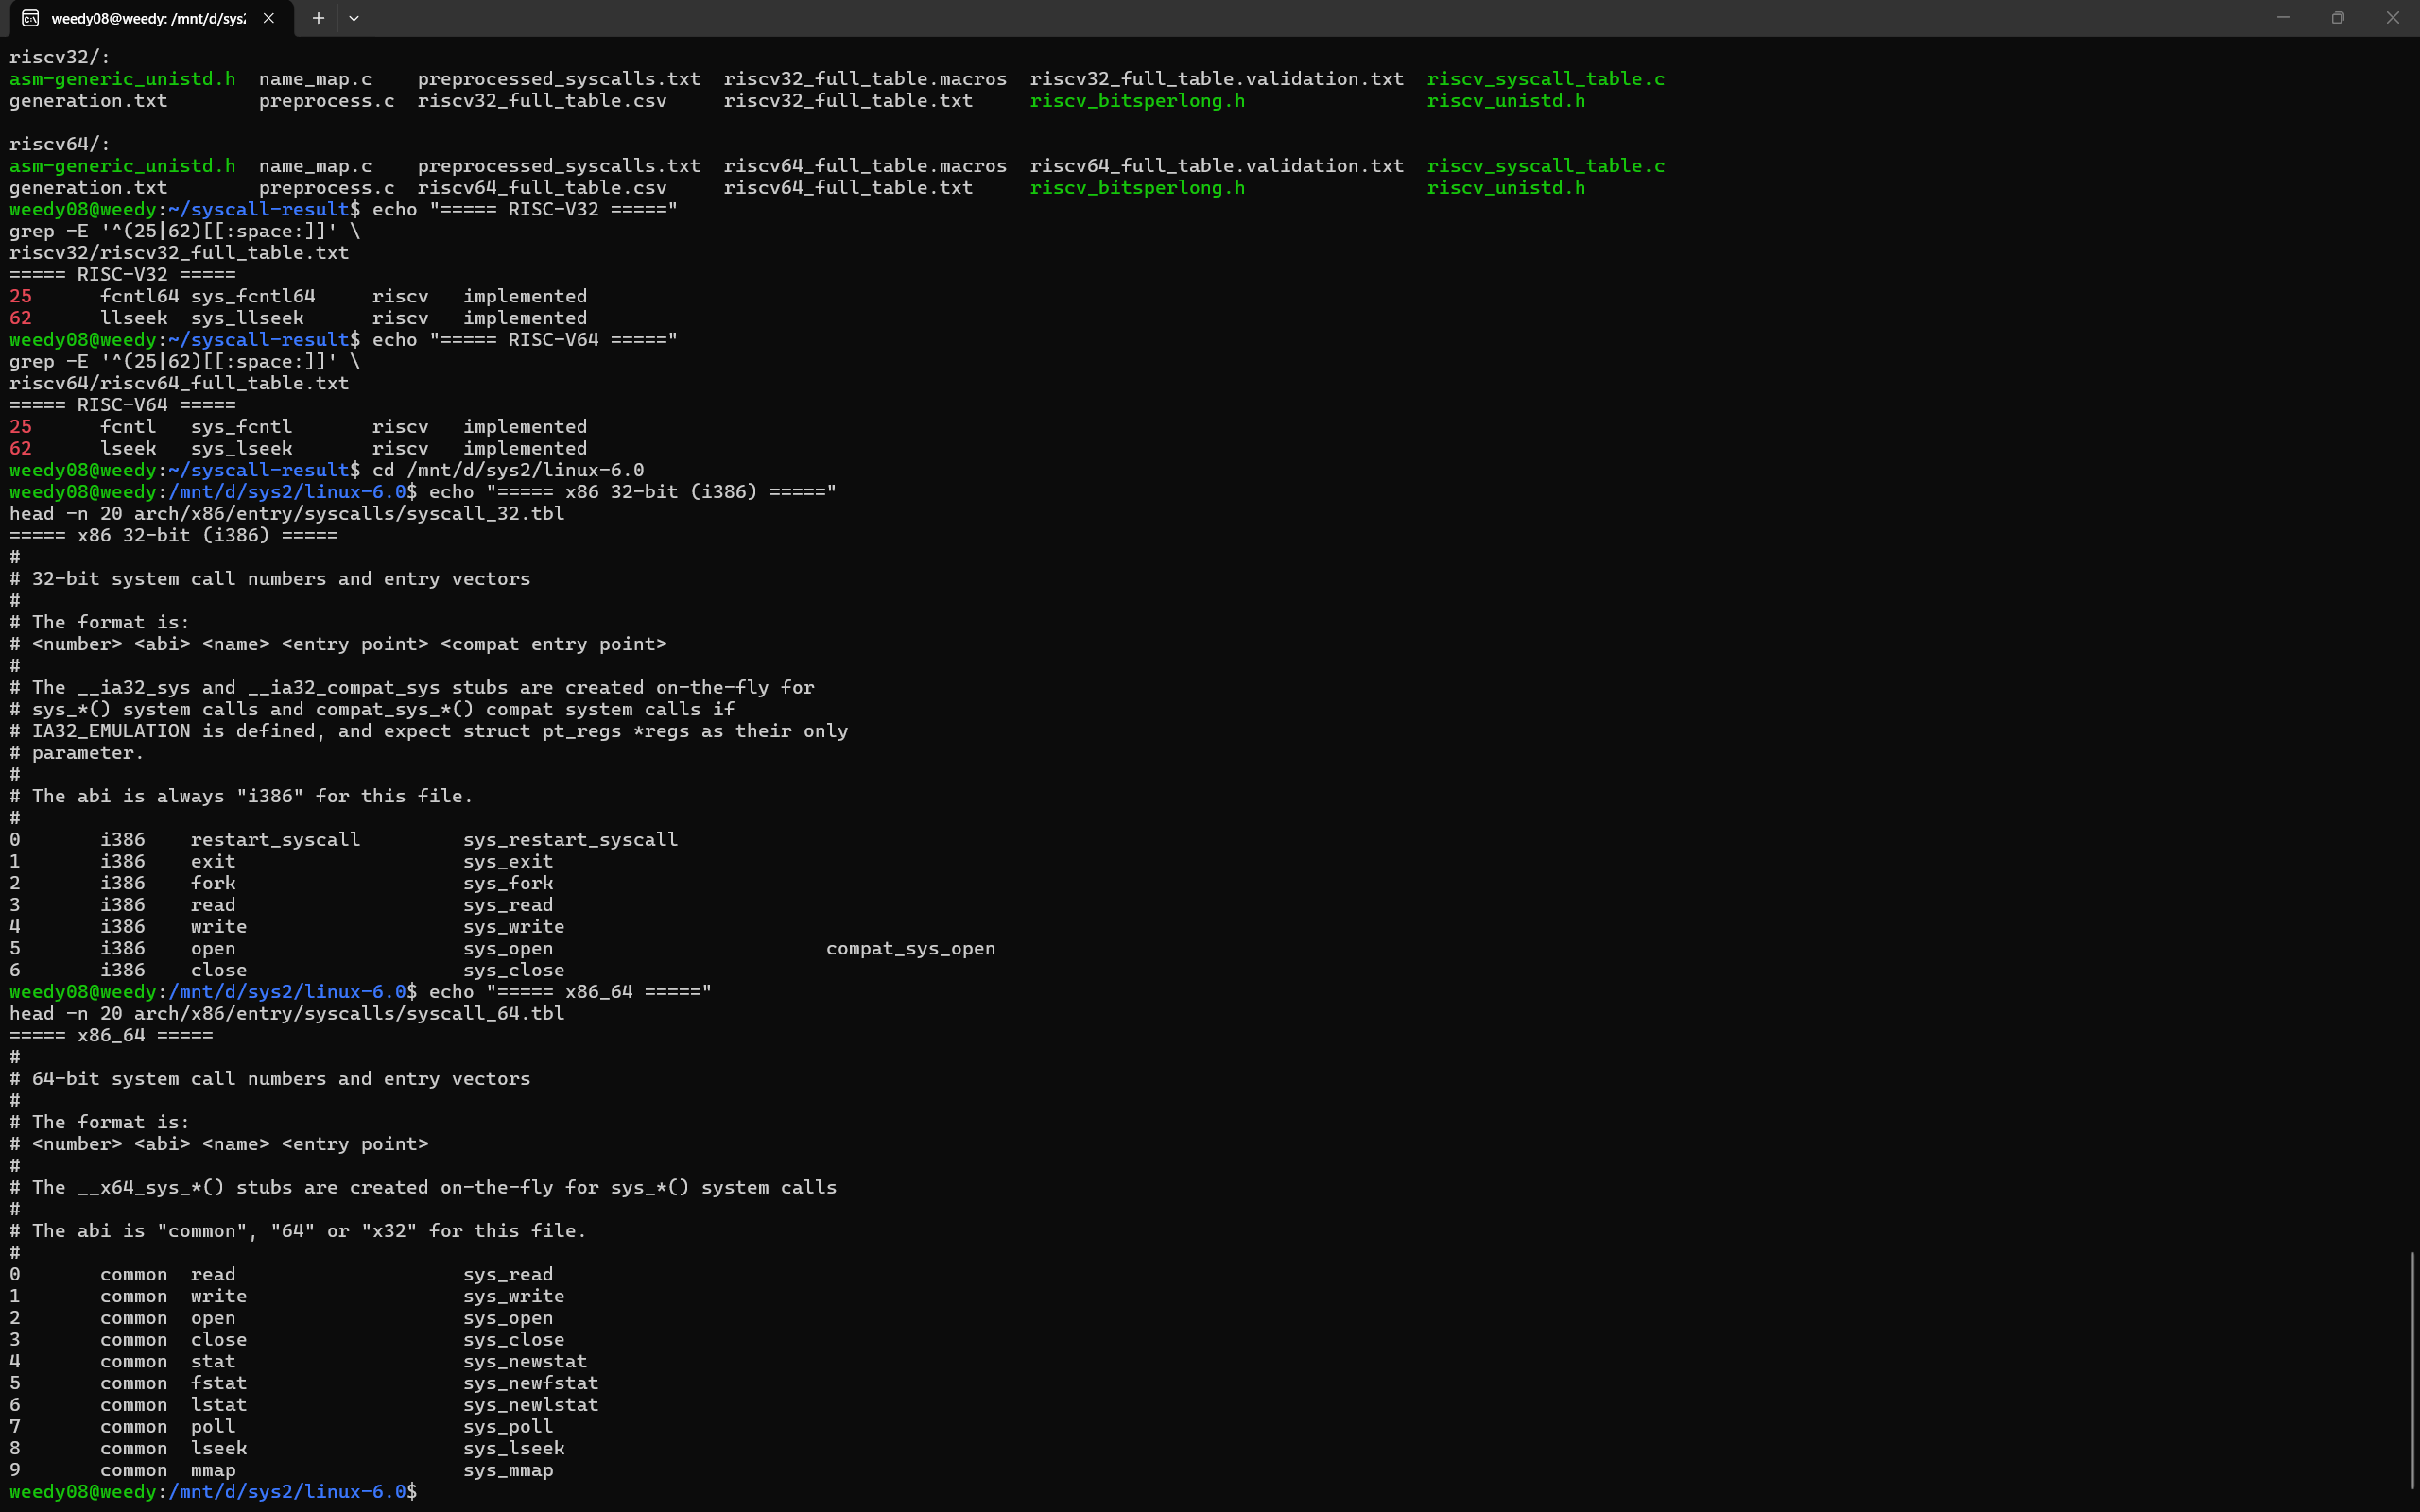 weedy08@weedy: /mnt/d/sys2
riscv32/:
asm-generic_unistd.h  name_map.c    preprocessed_syscalls.txt  riscv32_full_table.macros  riscv32_full_table.validation.txt  riscv_syscall_table.c
generation.txt        preprocess.c  riscv32_full_table.csv     riscv32_full_table.txt     riscv_bitsperlong.h                riscv_unistd.h

riscv64/:
asm-generic_unistd.h  name_map.c    preprocessed_syscalls.txt  riscv64_full_table.macros  riscv64_full_table.validation.txt  riscv_syscall_table.c
generation.txt        preprocess.c  riscv64_full_table.csv     riscv64_full_table.txt     riscv_bitsperlong.h                riscv_unistd.h
weedy08@weedy:~/syscall-result$ echo "===== RISC-V32 ====="
grep -E '^(25|62)[[:space:]]' \
riscv32/riscv32_full_table.txt
===== RISC-V32 =====
25      fcntl64 sys_fcntl64     riscv   implemented
62      llseek  sys_llseek      riscv   implemented
weedy08@weedy:~/syscall-result$ echo "===== RISC-V64 ====="
grep -E '^(25|62)[[:space:]]' \
riscv64/riscv64_full_table.txt
===== RISC-V64 =====
25      fcntl   sys_fcntl       riscv   implemented
62      lseek   sys_lseek       riscv   implemented
weedy08@weedy:~/syscall-result$ cd /mnt/d/sys2/linux-6.0
weedy08@weedy:/mnt/d/sys2/linux-6.0$ echo "===== x86 32-bit (i386) ====="
head -n 20 arch/x86/entry/syscalls/syscall_32.tbl
===== x86 32-bit (i386) =====
#
# 32-bit system call numbers and entry vectors
#
# The format is:
# <number> <abi> <name> <entry point> <compat entry point>
#
# The __ia32_sys and __ia32_compat_sys stubs are created on-the-fly for
# sys_*() system calls and compat_sys_*() compat system calls if
# IA32_EMULATION is defined, and expect struct pt_regs *regs as their only
# parameter.
#
# The abi is always "i386" for this file.
#
0       i386    restart_syscall         sys_restart_syscall
1       i386    exit                    sys_exit
2       i386    fork                    sys_fork
3       i386    read                    sys_read
4       i386    write                   sys_write
5       i386    open                    sys_open                        compat_sys_open
6       i386    close                   sys_close
weedy08@weedy:/mnt/d/sys2/linux-6.0$ echo "===== x86_64 ====="
head -n 20 arch/x86/entry/syscalls/syscall_64.tbl
===== x86_64 =====
#
# 64-bit system call numbers and entry vectors
#
# The format is:
# <number> <abi> <name> <entry point>
#
# The __x64_sys_*() stubs are created on-the-fly for sys_*() system calls
#
# The abi is "common", "64" or "x32" for this file.
#
0       common  read                    sys_read
1       common  write                   sys_write
2       common  open                    sys_open
3       common  close                   sys_close
4       common  stat                    sys_newstat
5       common  fstat                   sys_newfstat
6       common  lstat                   sys_newlstat
7       common  poll                    sys_poll
8       common  lseek                   sys_lseek
9       common  mmap                    sys_mmap
weedy08@weedy:/mnt/d/sys2/linux-6.0$